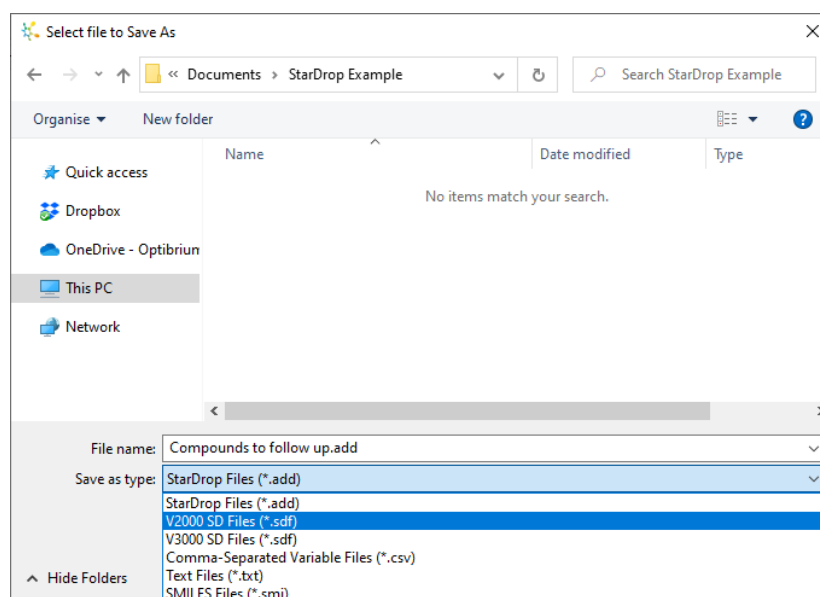 Select file to Save As
« Documents › StarDrop Example
Search StarDrop Example
Organise
New folder
Name
Date modified
Type
No items match your search.
Quick access
Dropbox
OneDrive - Optibrium
This PC
Network
File name: Compounds to follow up.add
Save as type: StarDrop Files (*.add)
StarDrop Files (*.add)
V2000 SD Files (*.sdf)
V3000 SD Files (*.sdf)
Comma-Separated Variable Files (*.csv)
Text Files (*.txt)
SMILES Files (*.smi)
Hide Folders